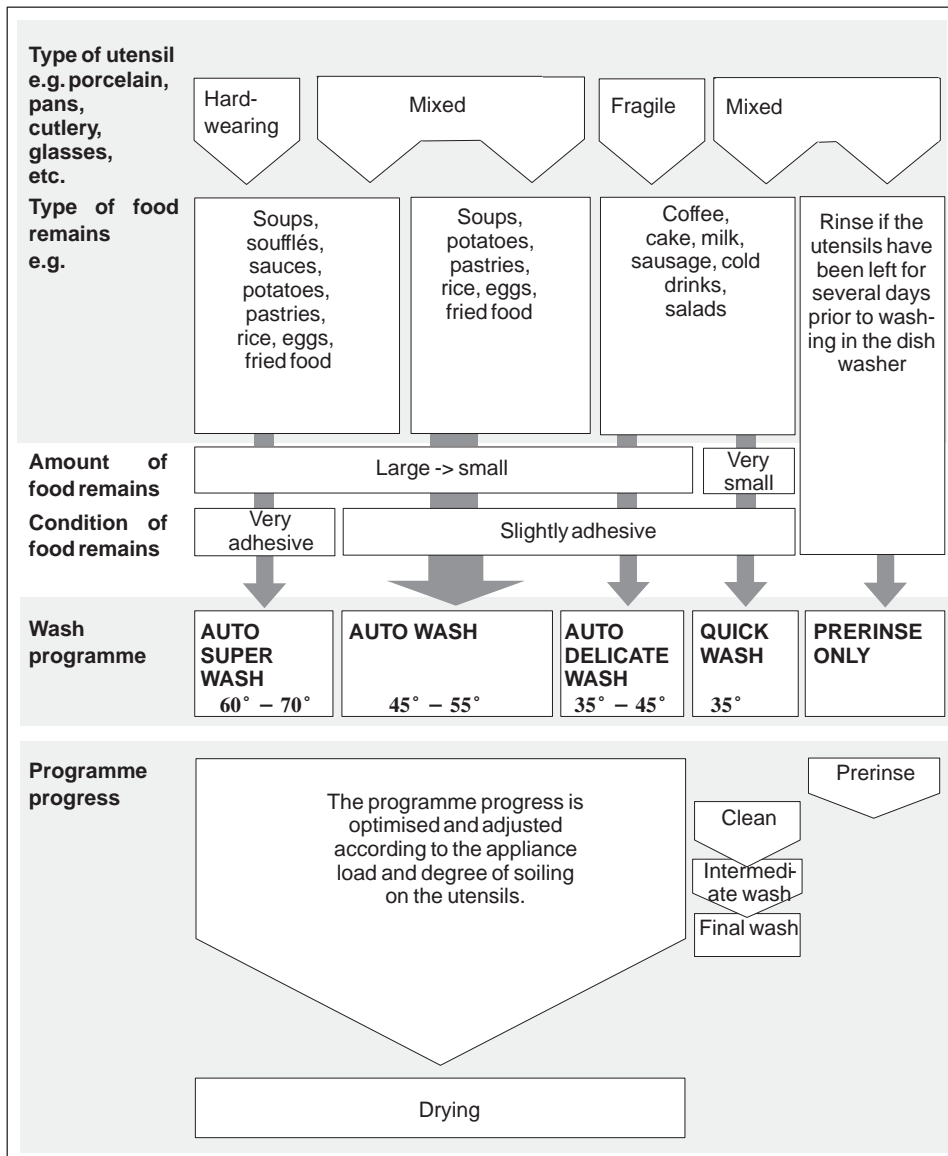 Type of utensil
e.g. porcelain,
pans,
cutlery,
glasses,
etc.
Hard-
wearing
Mixed
Fragile
Mixed
Type of food
remains
e.g.
Soups,
soufflés,
sauces,
potatoes,
pastries,
rice, eggs,
fried food
Soups,
potatoes,
pastries,
rice, eggs,
fried food
Coffee,
cake, milk,
sausage, cold
drinks,
salads
Rinse if the
utensils have
been left for
several days
prior to wash-
ing in the dish
washer
Amount of
food remains
Large -> small
Very
small
Condition of
food remains
Very
adhesive
Slightly adhesive
Wash
programme
AUTO
SUPER
WASH
60° – 70°
AUTO WASH
45° – 55°
AUTO
DELICATE
WASH
35° – 45°
QUICK
WASH
35°
PRERINSE
ONLY
Programme
progress
The programme progress is
optimised and adjusted
according to the appliance
load and degree of soiling
on the utensils.
Clean
Intermedi-
ate wash
Final wash
Prerinse
Drying